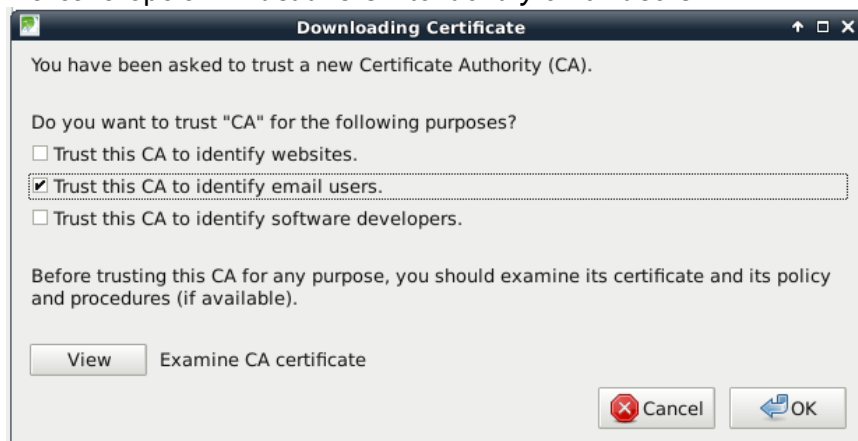 Downloading Certificate
You have been asked to trust a new Certificate Authority (CA).
Do you want to trust "CA" for the following purposes?
Trust this CA to identify websites.
Trust this CA to identify email users.
Trust this CA to identify software developers.
Before trusting this CA for any purpose, you should examine its certificate and its policy
and procedures (if available).
View Examine CA certificate
Cancel OK